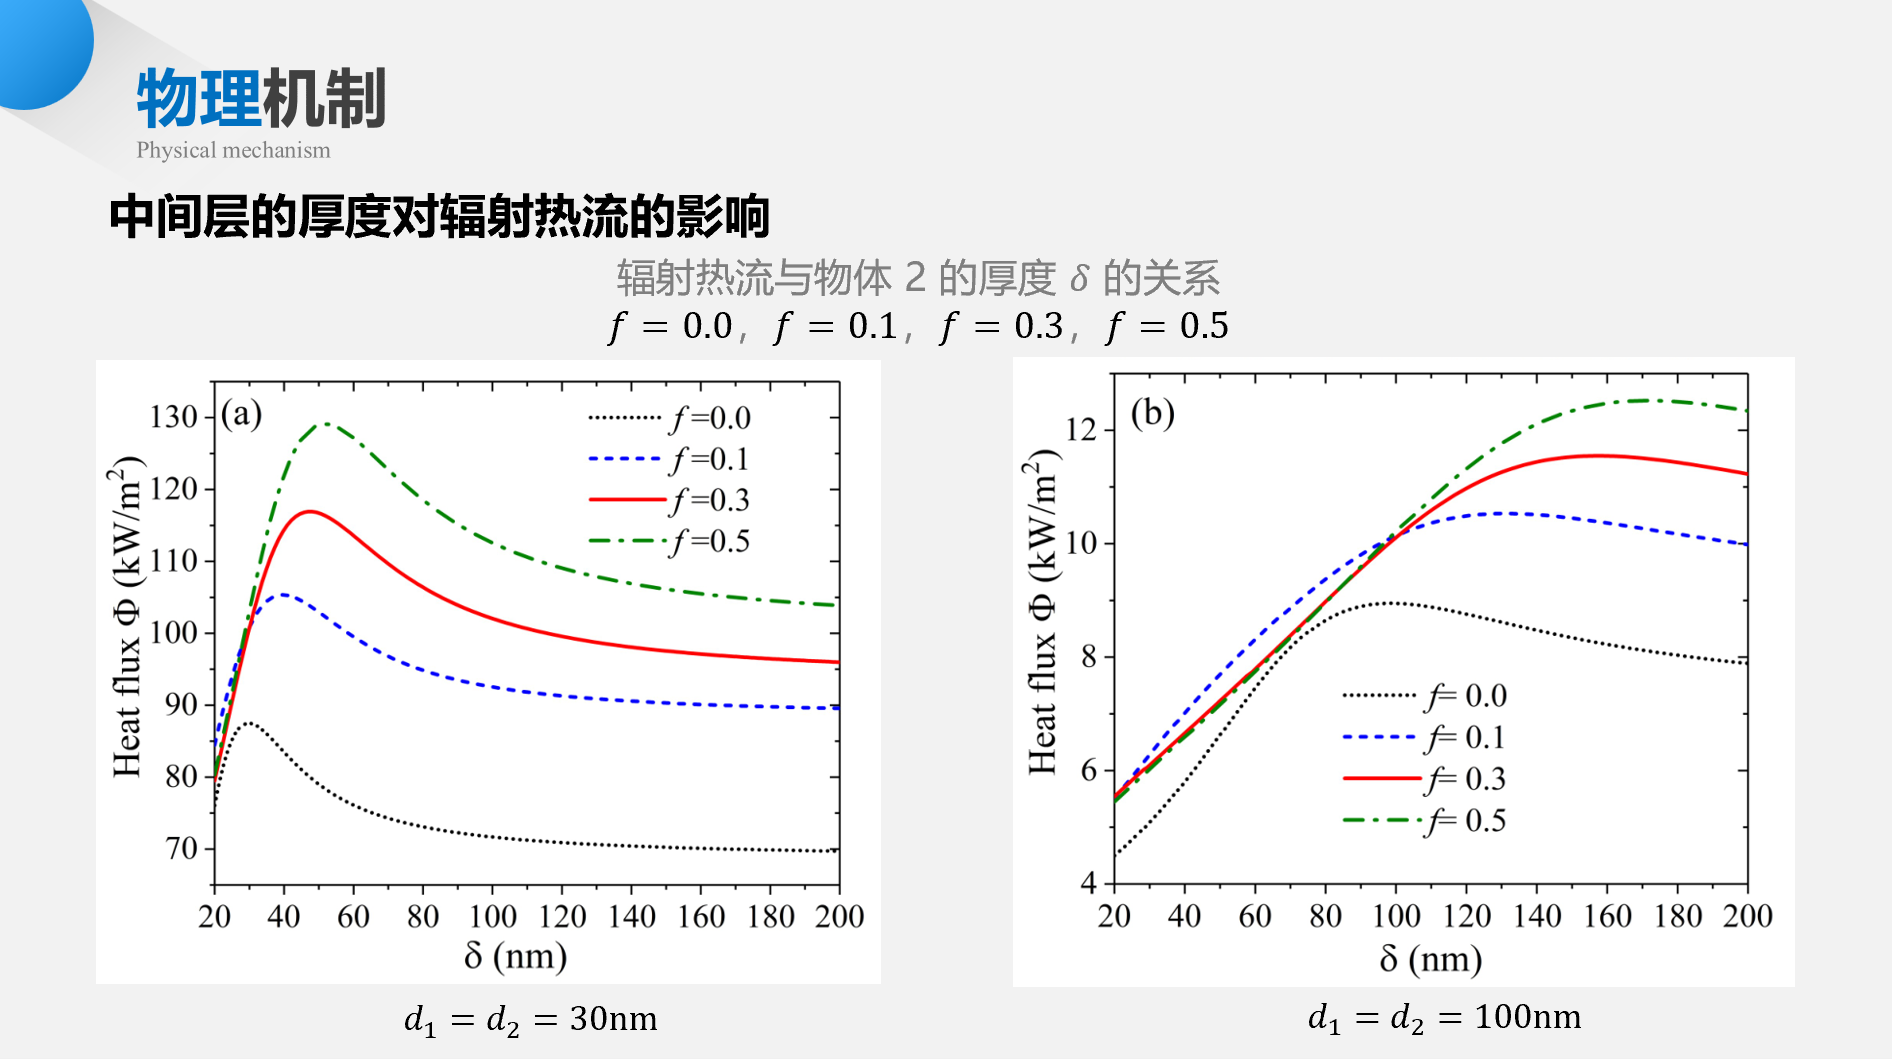 物理机制
Physical mechanism
中间层的厚度对辐射热流的影响
辐射热流与物体 2 的厚度 δ 的关系
f = 0.0，f = 0.1，f = 0.3，f = 0.5
(a)
f=0.0
f=0.1
f=0.3
f=0.5
130
120
110
100
90
80
70
Heat flux Φ (kW/m²)
20 40 60 80 100 120 140 160 180 200
δ (nm)
d₁ = d₂ = 30nm
(b)
12
10
8
6
4
Heat flux Φ (kW/m²)
f= 0.0
f= 0.1
f= 0.3
f= 0.5
20 40 60 80 100 120 140 160 180 200
δ (nm)
d₁ = d₂ = 100nm